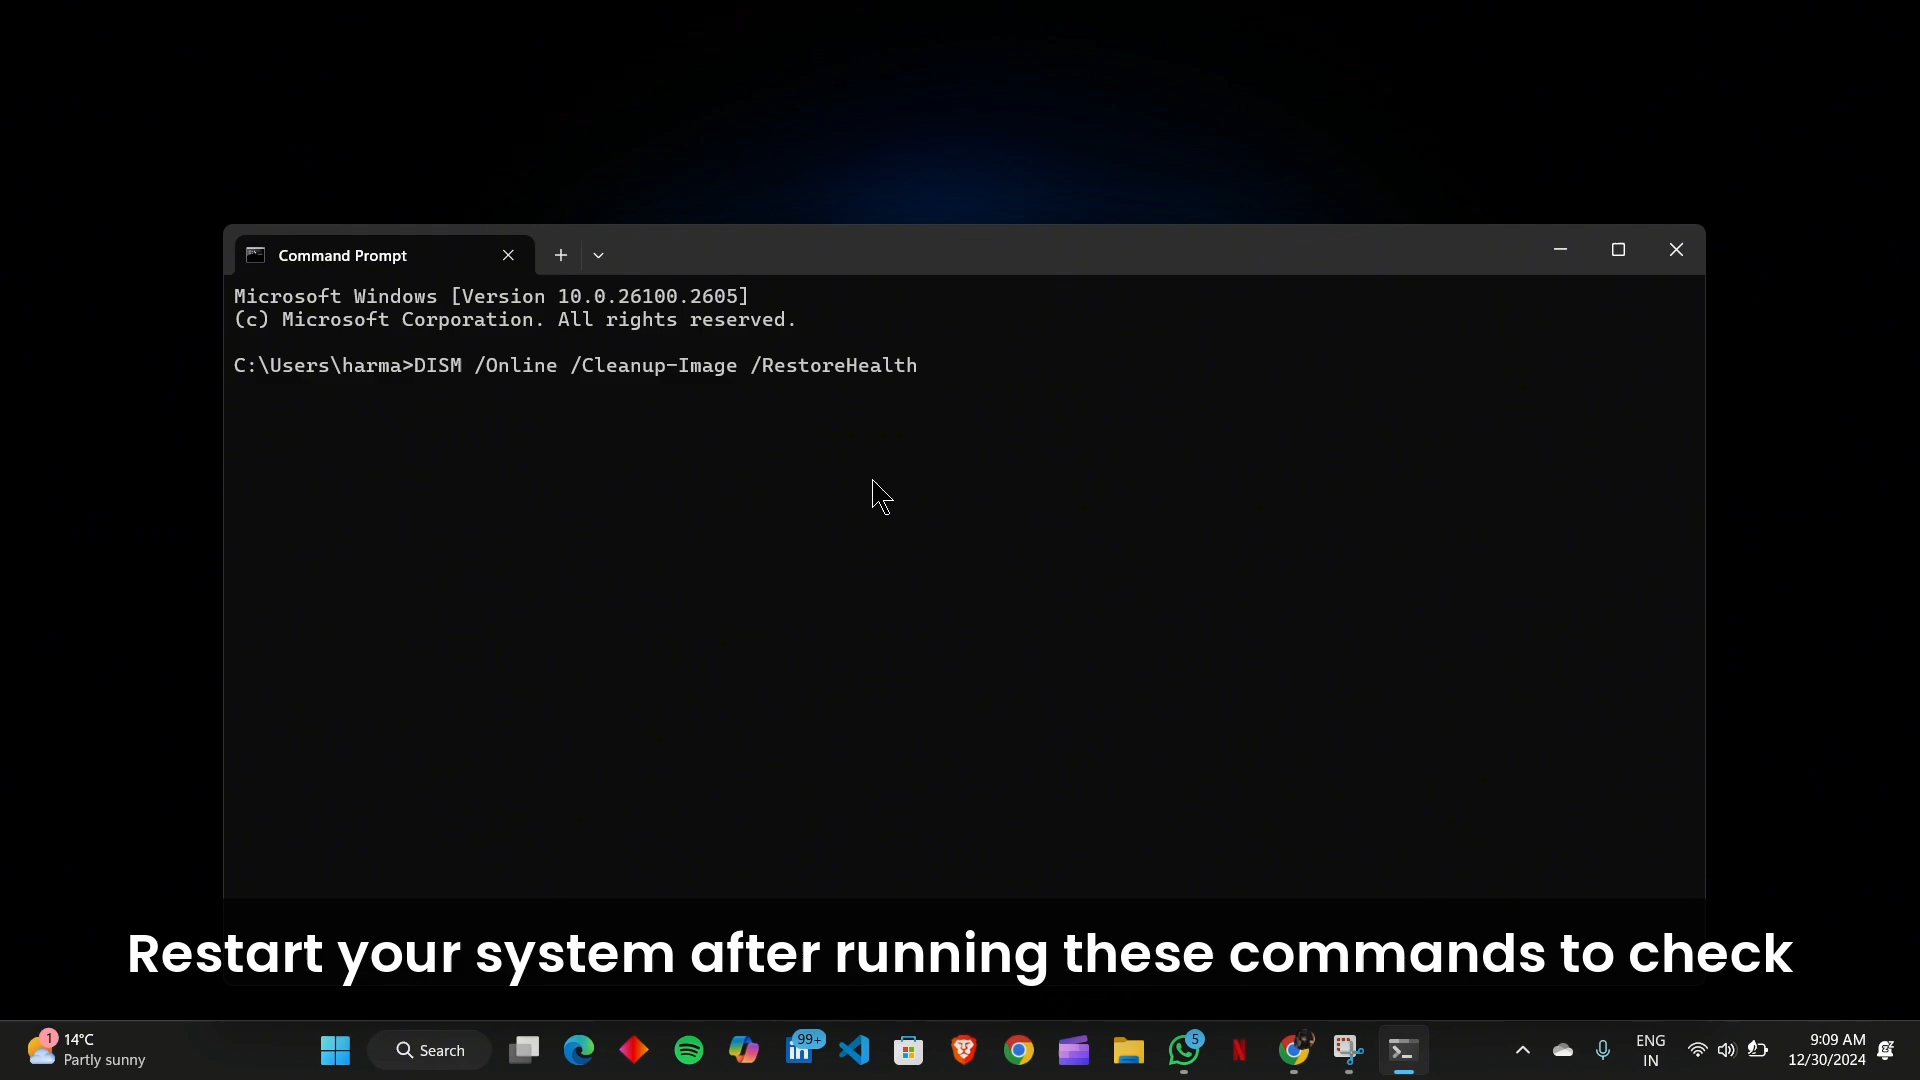 Command Prompt
Microsoft Windows [Version 10.0.26100.2605]
(c) Microsoft Corporation. All rights reserved.
C:\Users\harma>DISM /Online /Cleanup-Image /RestoreHealth
Restart your system after running these commands to check
1
14°C
Partly sunny
Search
99+
in
5
N
ENG
IN
9:09 AM
12/30/2024